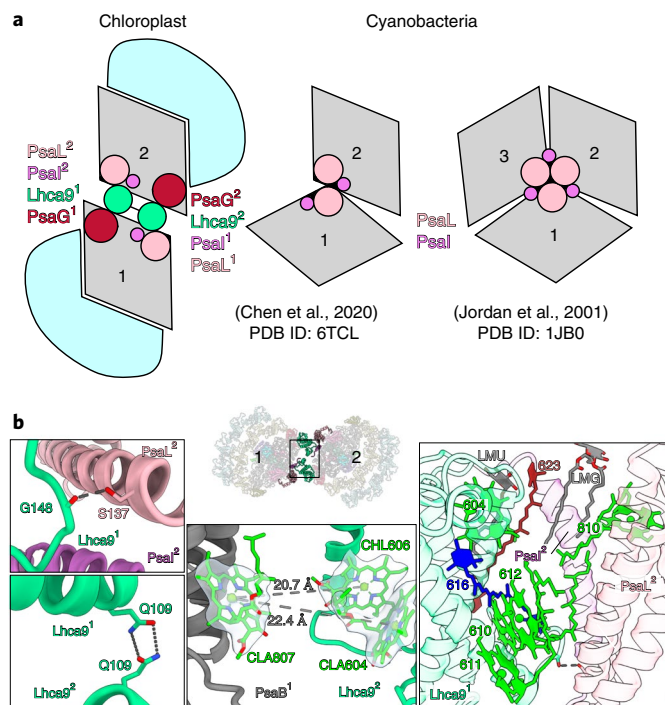 a
Chloroplast
Cyanobacteria
PsaL2
PsaI2
Lhca91
PsaG1
2
1
PsaG2
Lhca92
PsaI1
PsaL1
2
1
3
2
1
PsaL
PsaI
(Chen et al., 2020)
PDB ID: 6TCL
(Jordan et al., 2001)
PDB ID: 1JB0
b
PsaL2
G148
S137
Lhca91
PsaI2
Q109
Lhca91
Q109
Lhca92
1
2
20.7 Å
CHL606
22.4 Å
CLA807
CLA604
PsaB1
Lhca92
LMU
623
LMG
604
810
PsaI2
616
612
PsaL2
610
611
Lhca91